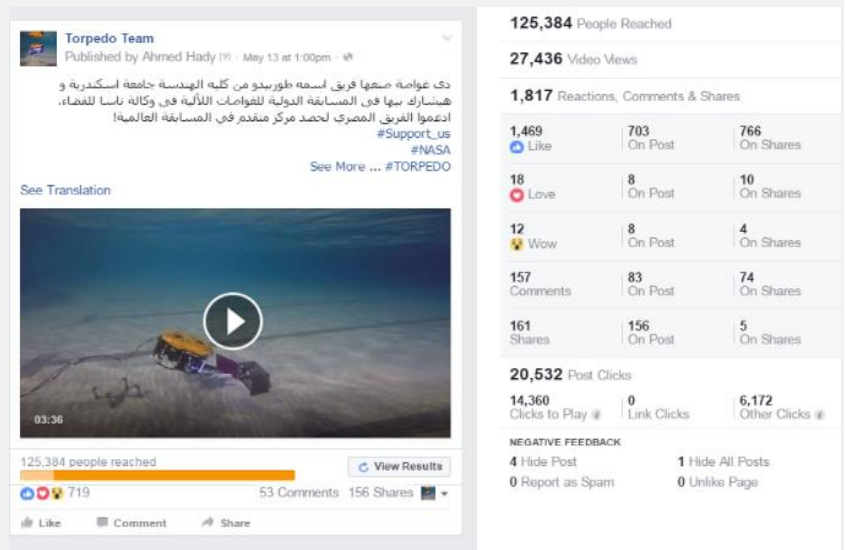 Torpedo Team
Published by Ahmed Hady [?] · May 13 at 1:00pm ·
دى غواصة صنعها فريق اسمه طوربيدو من كليه الهندسة جامعة اسكندرية و
هيشارك بيها فى المسابقة الدولية للغواصات اللآلية فى وكالة ناسا للفضاء.
ادعموا الفريق المصري لحصد مركز متقدم في المسابقة العالمية!
#Support_us
#NASA
See More ... #TORPEDO
See Translation
03:36
125,384 people reached
View Results
719
53 Comments 156 Shares
Like Comment Share
125,384 People Reached
27,436 Video Views
1,817 Reactions, Comments & Shares
1,469 703 766
Like On Post On Shares
18 8 10
Love On Post On Shares
12 8 4
Wow On Post On Shares
157 83 74
Comments On Post On Shares
161 156 5
Shares On Post On Shares
20,532 Post Clicks
14,360 0 6,172
Clicks to Play Link Clicks Other Clicks
NEGATIVE FEEDBACK
4 Hide Post 1 Hide All Posts
0 Report as Spam 0 Unlike Page